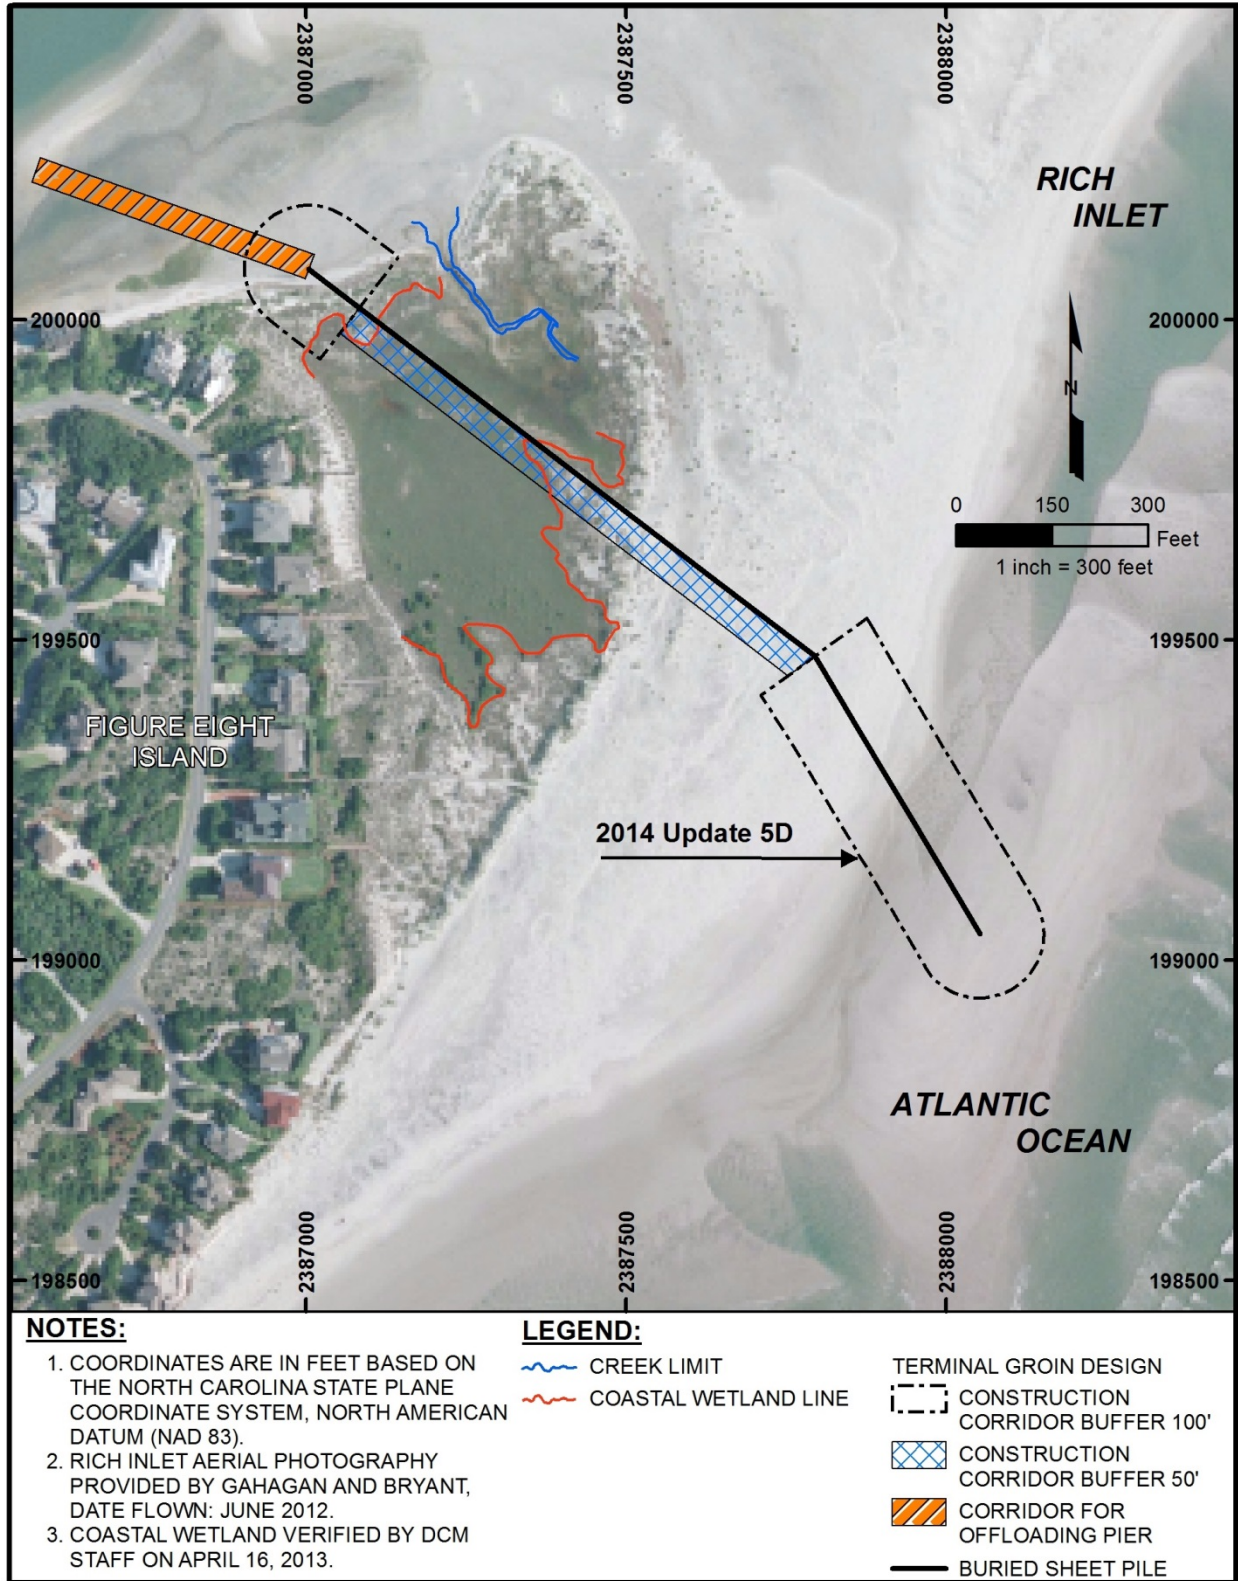 2387000
2387500
2388000
RICH
INLET
200000
200000
N
0 150 300
Feet
1 inch = 300 feet
199500
199500
FIGURE EIGHT
ISLAND
2014 Update 5D
199000
199000
ATLANTIC
OCEAN
2387000
2387500
2388000
198500
198500
NOTES:
1. COORDINATES ARE IN FEET BASED ON
THE NORTH CAROLINA STATE PLANE
COORDINATE SYSTEM, NORTH AMERICAN
DATUM (NAD 83).
2. RICH INLET AERIAL PHOTOGRAPHY
PROVIDED BY GAHAGAN AND BRYANT,
DATE FLOWN: JUNE 2012.
3. COASTAL WETLAND VERIFIED BY DCM
STAFF ON APRIL 16, 2013.
LEGEND:
CREEK LIMIT
COASTAL WETLAND LINE
TERMINAL GROIN DESIGN
CONSTRUCTION
CORRIDOR BUFFER 100'
CONSTRUCTION
CORRIDOR BUFFER 50'
CORRIDOR FOR
OFFLOADING PIER
BURIED SHEET PILE